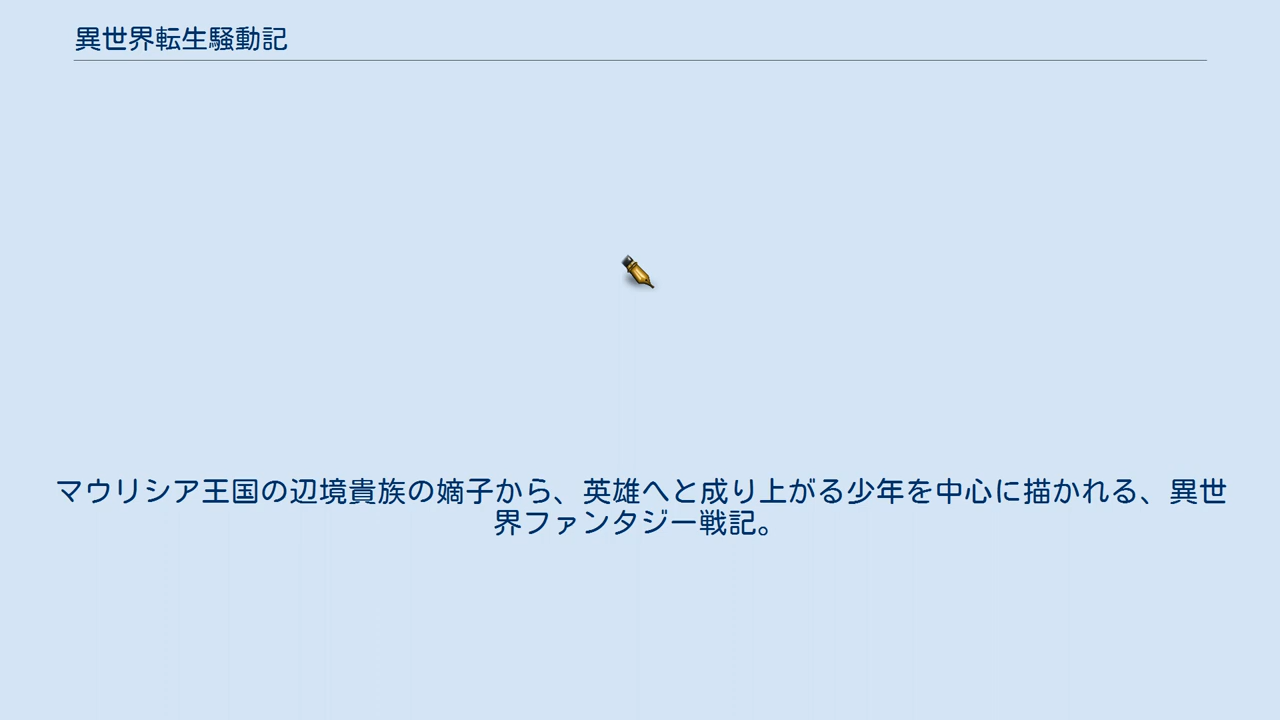 異世界転生騒動記
マウリシア王国の辺境貴族の嫡子から、英雄へと成り上がる少年を中心に描かれる、異世
界ファンタジー戦記。